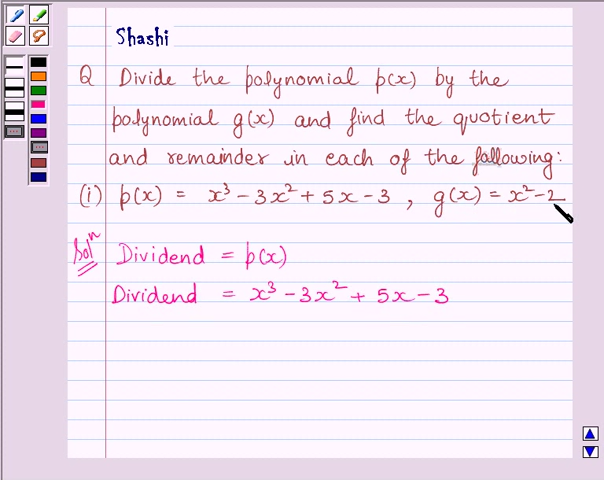 Shashi
Q Divide the polynomial p(x) by the
polynomial g(x) and find the quotient
and remainder in each of the following:
(i) p(x) = x³ - 3x² + 5x - 3 , g(x) = x² - 2
Solⁿ Dividend = p(x)
Dividend = x³ - 3x² + 5x - 3